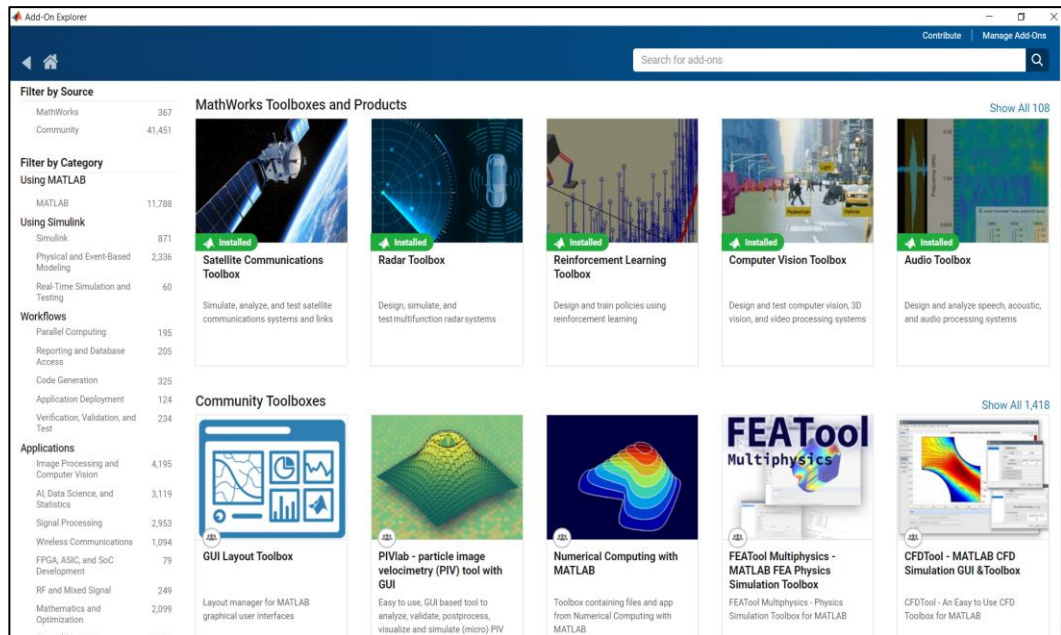 Add-On Explorer
Contribute
Manage Add-Ons
Search for add-ons
Filter by Source
MathWorks 367
Community 41,451
Filter by Category
Using MATLAB
MATLAB 11,788
Using Simulink
Simulink 871
Physical and Event-Based 2,336
Modeling
Real-Time Simulation and 60
Testing
Workflows
Parallel Computing 195
Reporting and Database 205
Access
Code Generation 325
Application Deployment 124
Verification, Validation, and 234
Test
Applications
Image Processing and 4,195
Computer Vision
AI, Data Science, and 3,119
Statistics
Signal Processing 2,953
Wireless Communications 1,094
FPGA, ASIC, and SoC 79
Development
RF and Mixed Signal 249
Mathematics and 2,099
Optimization
MathWorks Toolboxes and Products
Show All 108
Installed
Satellite Communications
Toolbox
Simulate, analyze, and test satellite
communications systems and links
Installed
Radar Toolbox
Design, simulate, and
testmultifunction radar systems
Installed
Reinforcement Learning
Toolbox
Design and train policies using
reinforcement learning
Light
Pedestrian
Vehicle
Installed
Computer Vision Toolbox
Design and test computer vision, 3D
vision, and video processing systems
Frequency (kHz)
Installed
Audio Toolbox
Design and analyze speech, acoustic,
and audio processing systems
Community Toolboxes
Show All 1,418
GUI Layout Toolbox
Layout manager for MATLAB
graphical user interfaces
PIVlab - particle image
velocimetry (PIV) tool with
GUI
Easy to use, GUI based tool to
analyze, validate, postprocess,
visualize and simulate (micro) PIV
Numerical Computing with
MATLAB
Toolbox containing files and app
from Numerical Computing with
MATLAB
FEATool
Multiphysics
FEATool Multiphysics -
MATLAB FEA Physics
Simulation Toolbox
FEATool Multiphysics - Physics
Simulation Toolbox for MATLAB
CFDTool - MATLAB CFD
Simulation GUI &Toolbox
CFDTool - An Easy to Use CFD
Toolbox for MATLAB